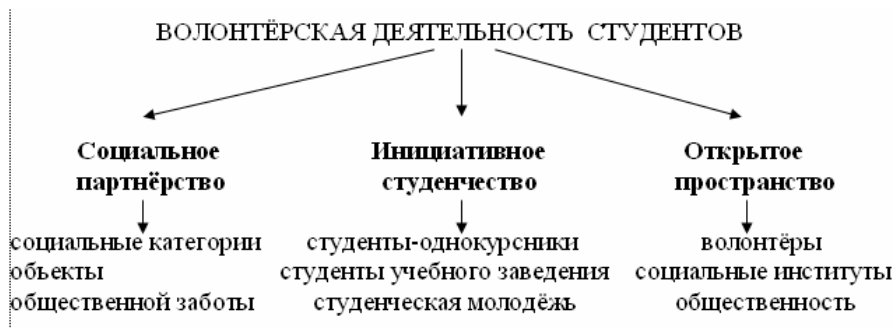 ВОЛОНТЁРСКАЯ ДЕЯТЕЛЬНОСТЬ СТУДЕНТОВ
Социальное
партнёрство
социальные категории
объекты
общественной заботы
Инициативное
студенчество
студенты-однокурсники
студенты учебного заведения
студенческая молодёжь
Открытое
пространство
волонтёры
социальные институты
общественность